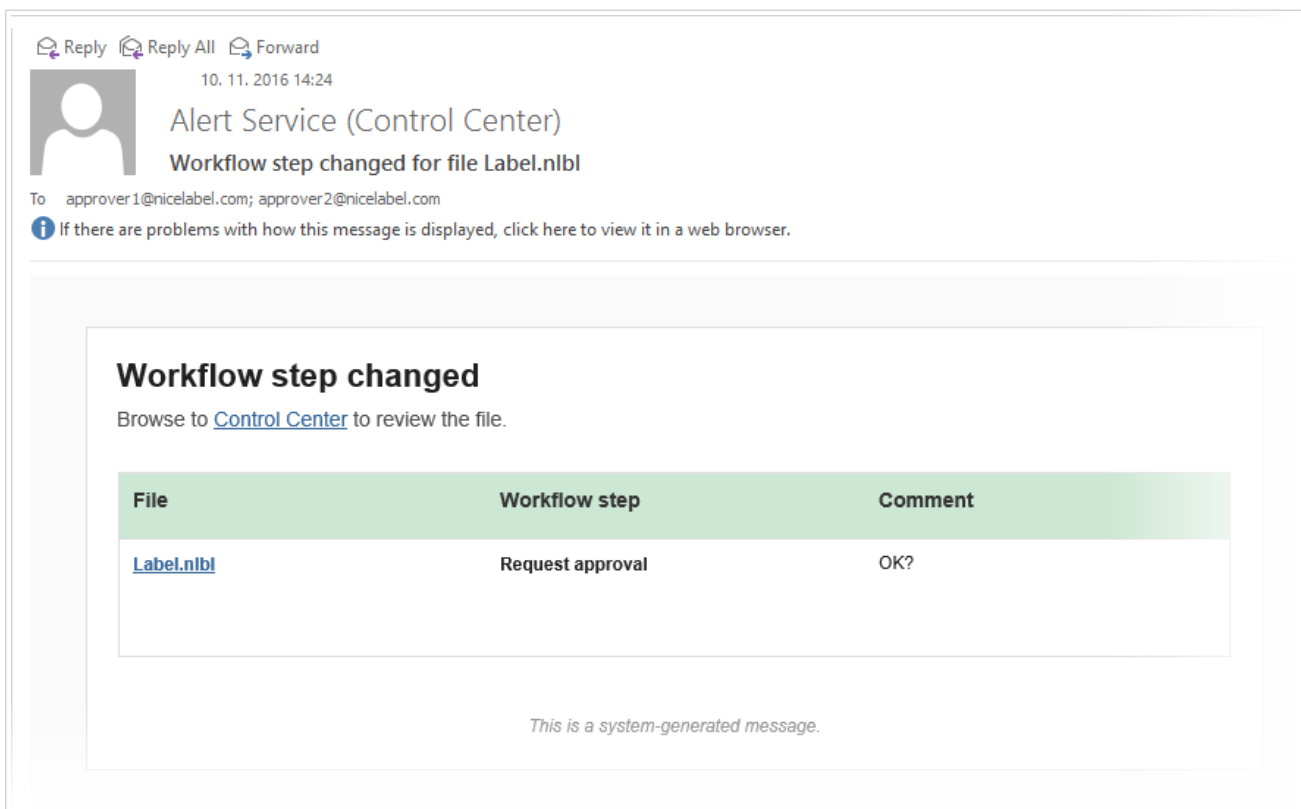 Reply Reply All Forward
10. 11. 2016 14:24
Alert Service (Control Center)
Workflow step changed for file Label.nlbl
To approver1@nicelabel.com; approver2@nicelabel.com
If there are problems with how this message is displayed, click here to view it in a web browser.
Workflow step changed
Browse to Control Center to review the file.
File Workflow step Comment
Label.nlbl Request approval OK?
This is a system-generated message.